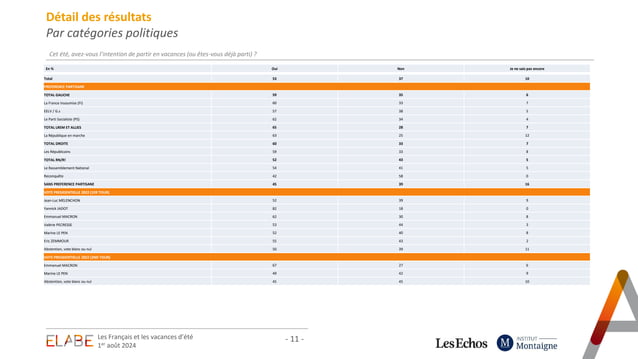 Détail des résultats
Par catégories politiques
Cet été, avez-vous l'intention de partir en vacances (ou êtes-vous déjà parti) ?
En % Oui Non Je ne sais pas encore
Total 53 37 10
PREFERENCE PARTISANE
TOTAL GAUCHE 59 35 6
La France Insoumise (FI) 60 33 7
EELV / G.s 57 38 5
Le Parti Socialiste (PS) 62 34 4
TOTAL LREM ET ALLIES 65 28 7
La République en marche 63 25 12
TOTAL DROITE 60 33 7
Les Républicains 59 33 8
TOTAL RN/R! 52 43 5
Le Rassemblement National 54 41 5
Reconquête 42 58 0
SANS PREFERENCE PARTISANE 45 39 16
VOTE PRESIDENTIELLE 2022 (1ER TOUR)
Jean-Luc MELENCHON 52 39 9
Yannick JADOT 82 18 0
Emmanuel MACRON 62 30 8
Valérie PECRESSE 53 44 3
Marine LE PEN 52 40 8
Eric ZEMMOUR 55 43 2
Abstention, vote blanc ou nul 50 39 11
VOTE PRESIDENTIELLE 2022 (2ND TOUR)
Emmanuel MACRON 67 27 6
Marine LE PEN 49 42 9
Abstention, vote blanc ou nul 45 45 10
ELABE
Les Français et les vacances d'été
1er août 2024
- 11 -
Les Echos
INSTITUT
Montaigne